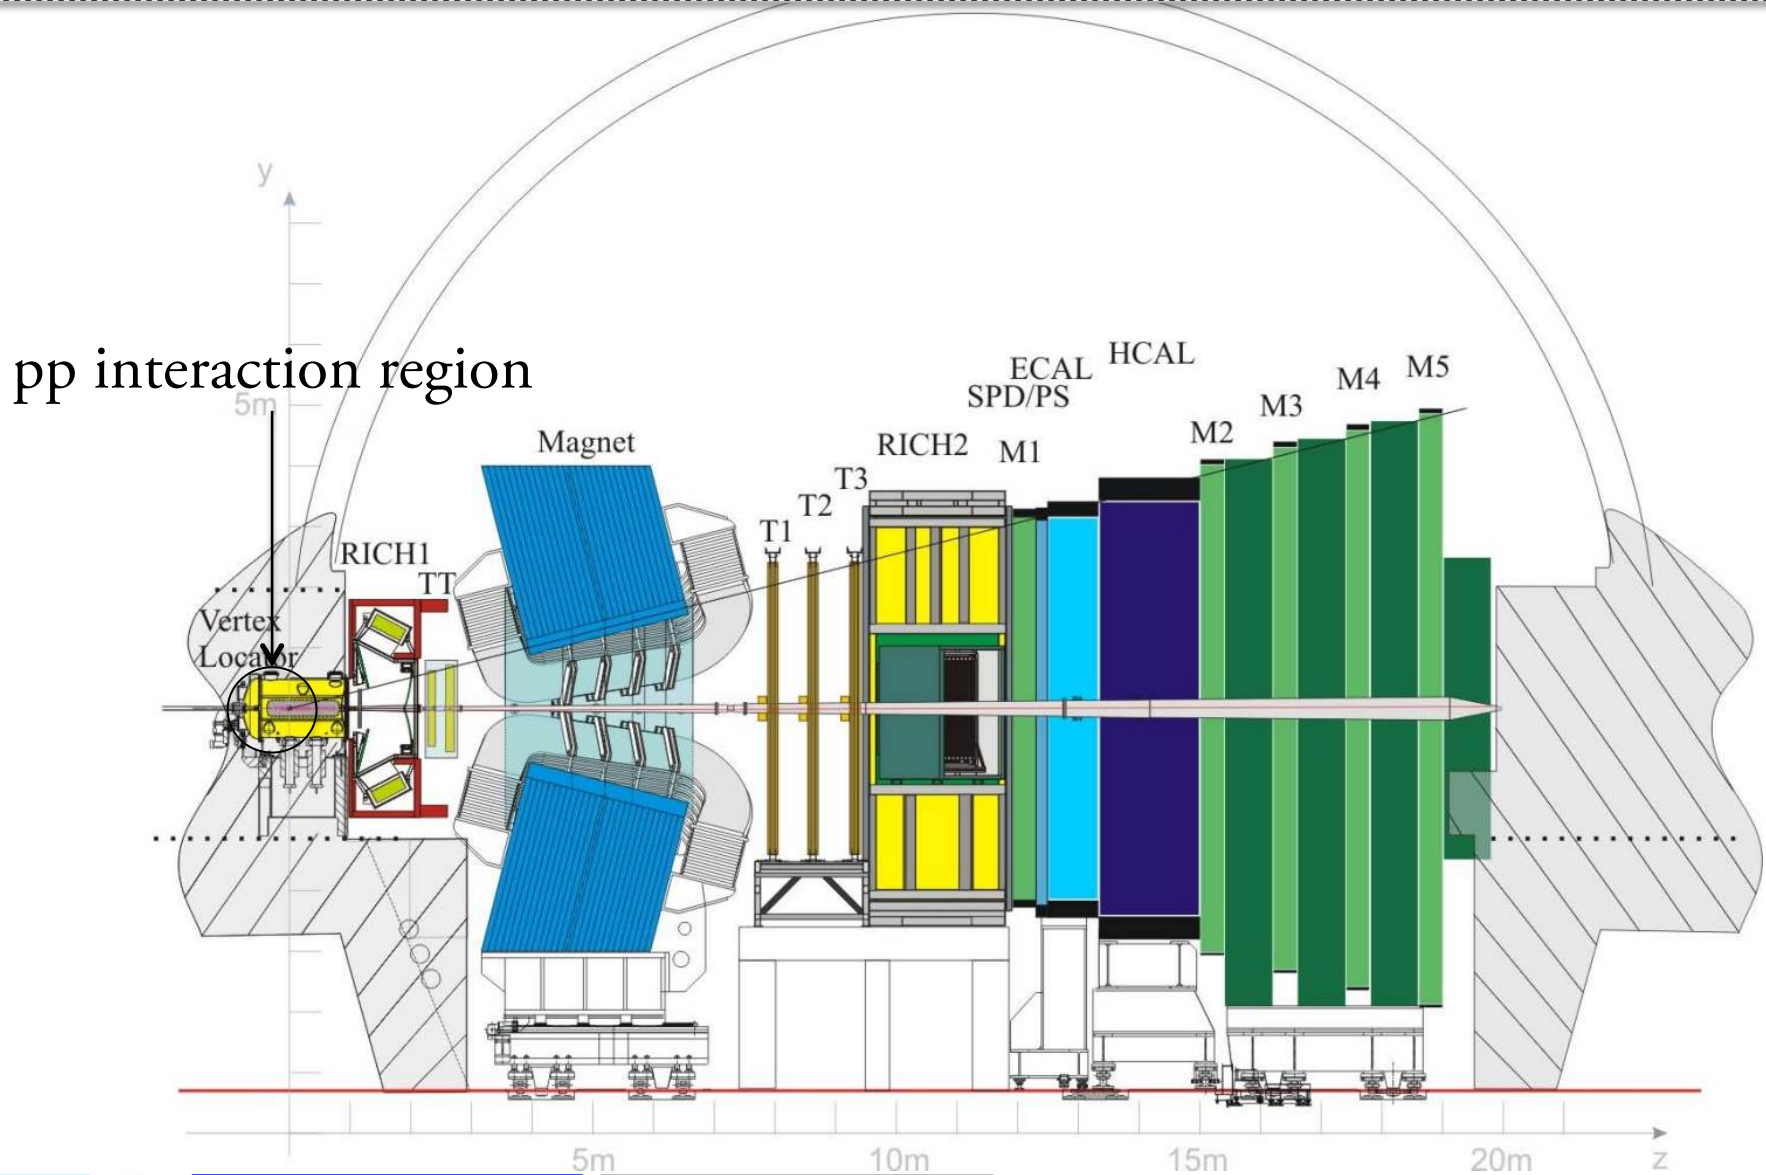 y
pp interaction region
5m
Vertex
Locator
RICH1
TT
Magnet
T1
T2
T3
RICH2
M1
SPD/PS
ECAL
HCAL
M2
M3
M4
M5
5m
10m
15m
20m
z